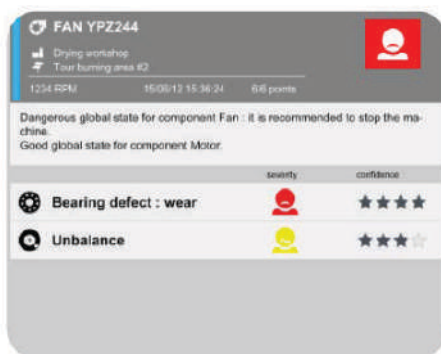 FAN YPZ244
Drying workshop
Tour burning area #2
1234 RPM 15/06/12 15:36:24 6/6 points
Dangerous global state for component Fan : it is recommended to stop the ma-
chine.
Good global state for component Motor.
severity confidence
Bearing defect : wear
Unbalance